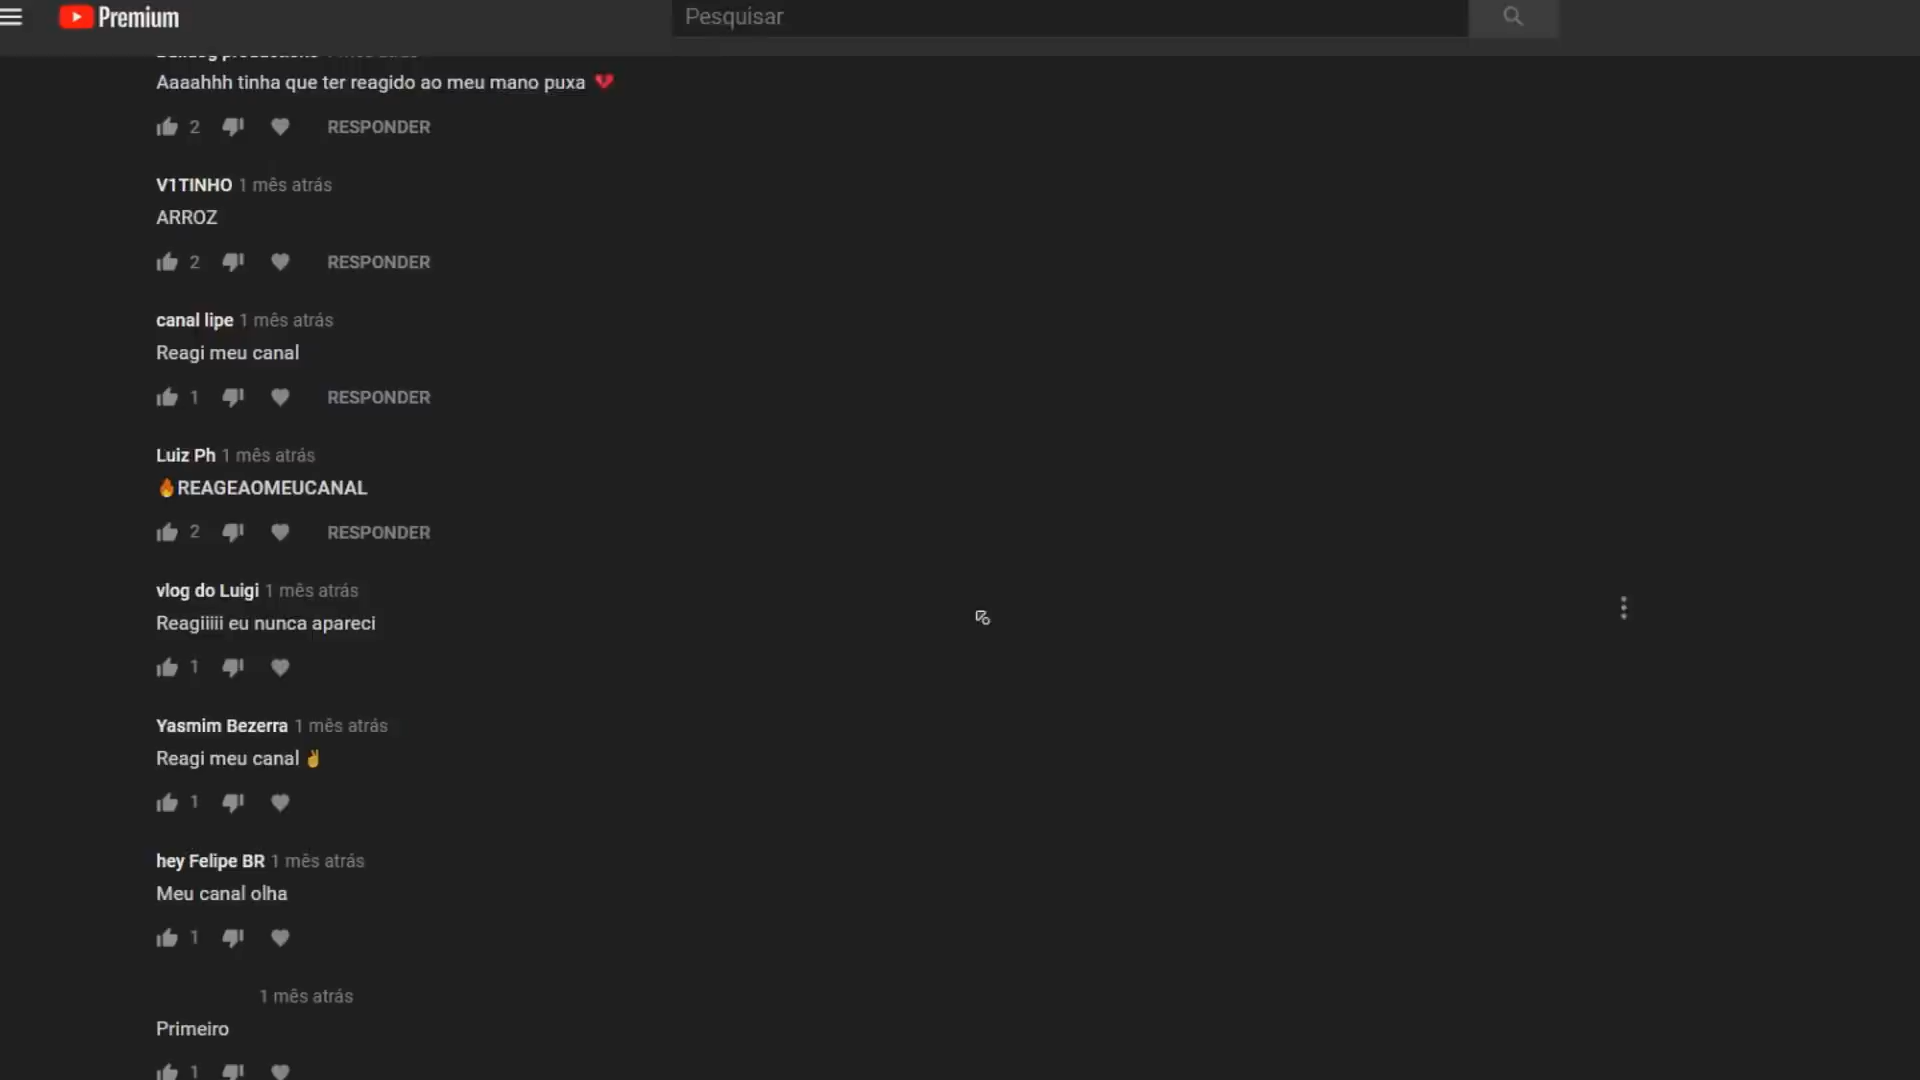 Premium
Pesquisar
Aaaahhh tinha que ter reagido ao meu mano puxa 💔
2 RESPONDER
V1TINHO 1 mês atrás
ARROZ
2 RESPONDER
canal lipe 1 mês atrás
Reagi meu canal
1 RESPONDER
Luiz Ph 1 mês atrás
🔥REAGEAOMEUCANAL
2 RESPONDER
vlog do Luigi 1 mês atrás
Reagiiiii eu nunca apareci
1
Yasmim Bezerra 1 mês atrás
Reagi meu canal ✌
1
hey Felipe BR 1 mês atrás
Meu canal olha
1
1 mês atrás
Primeiro
1